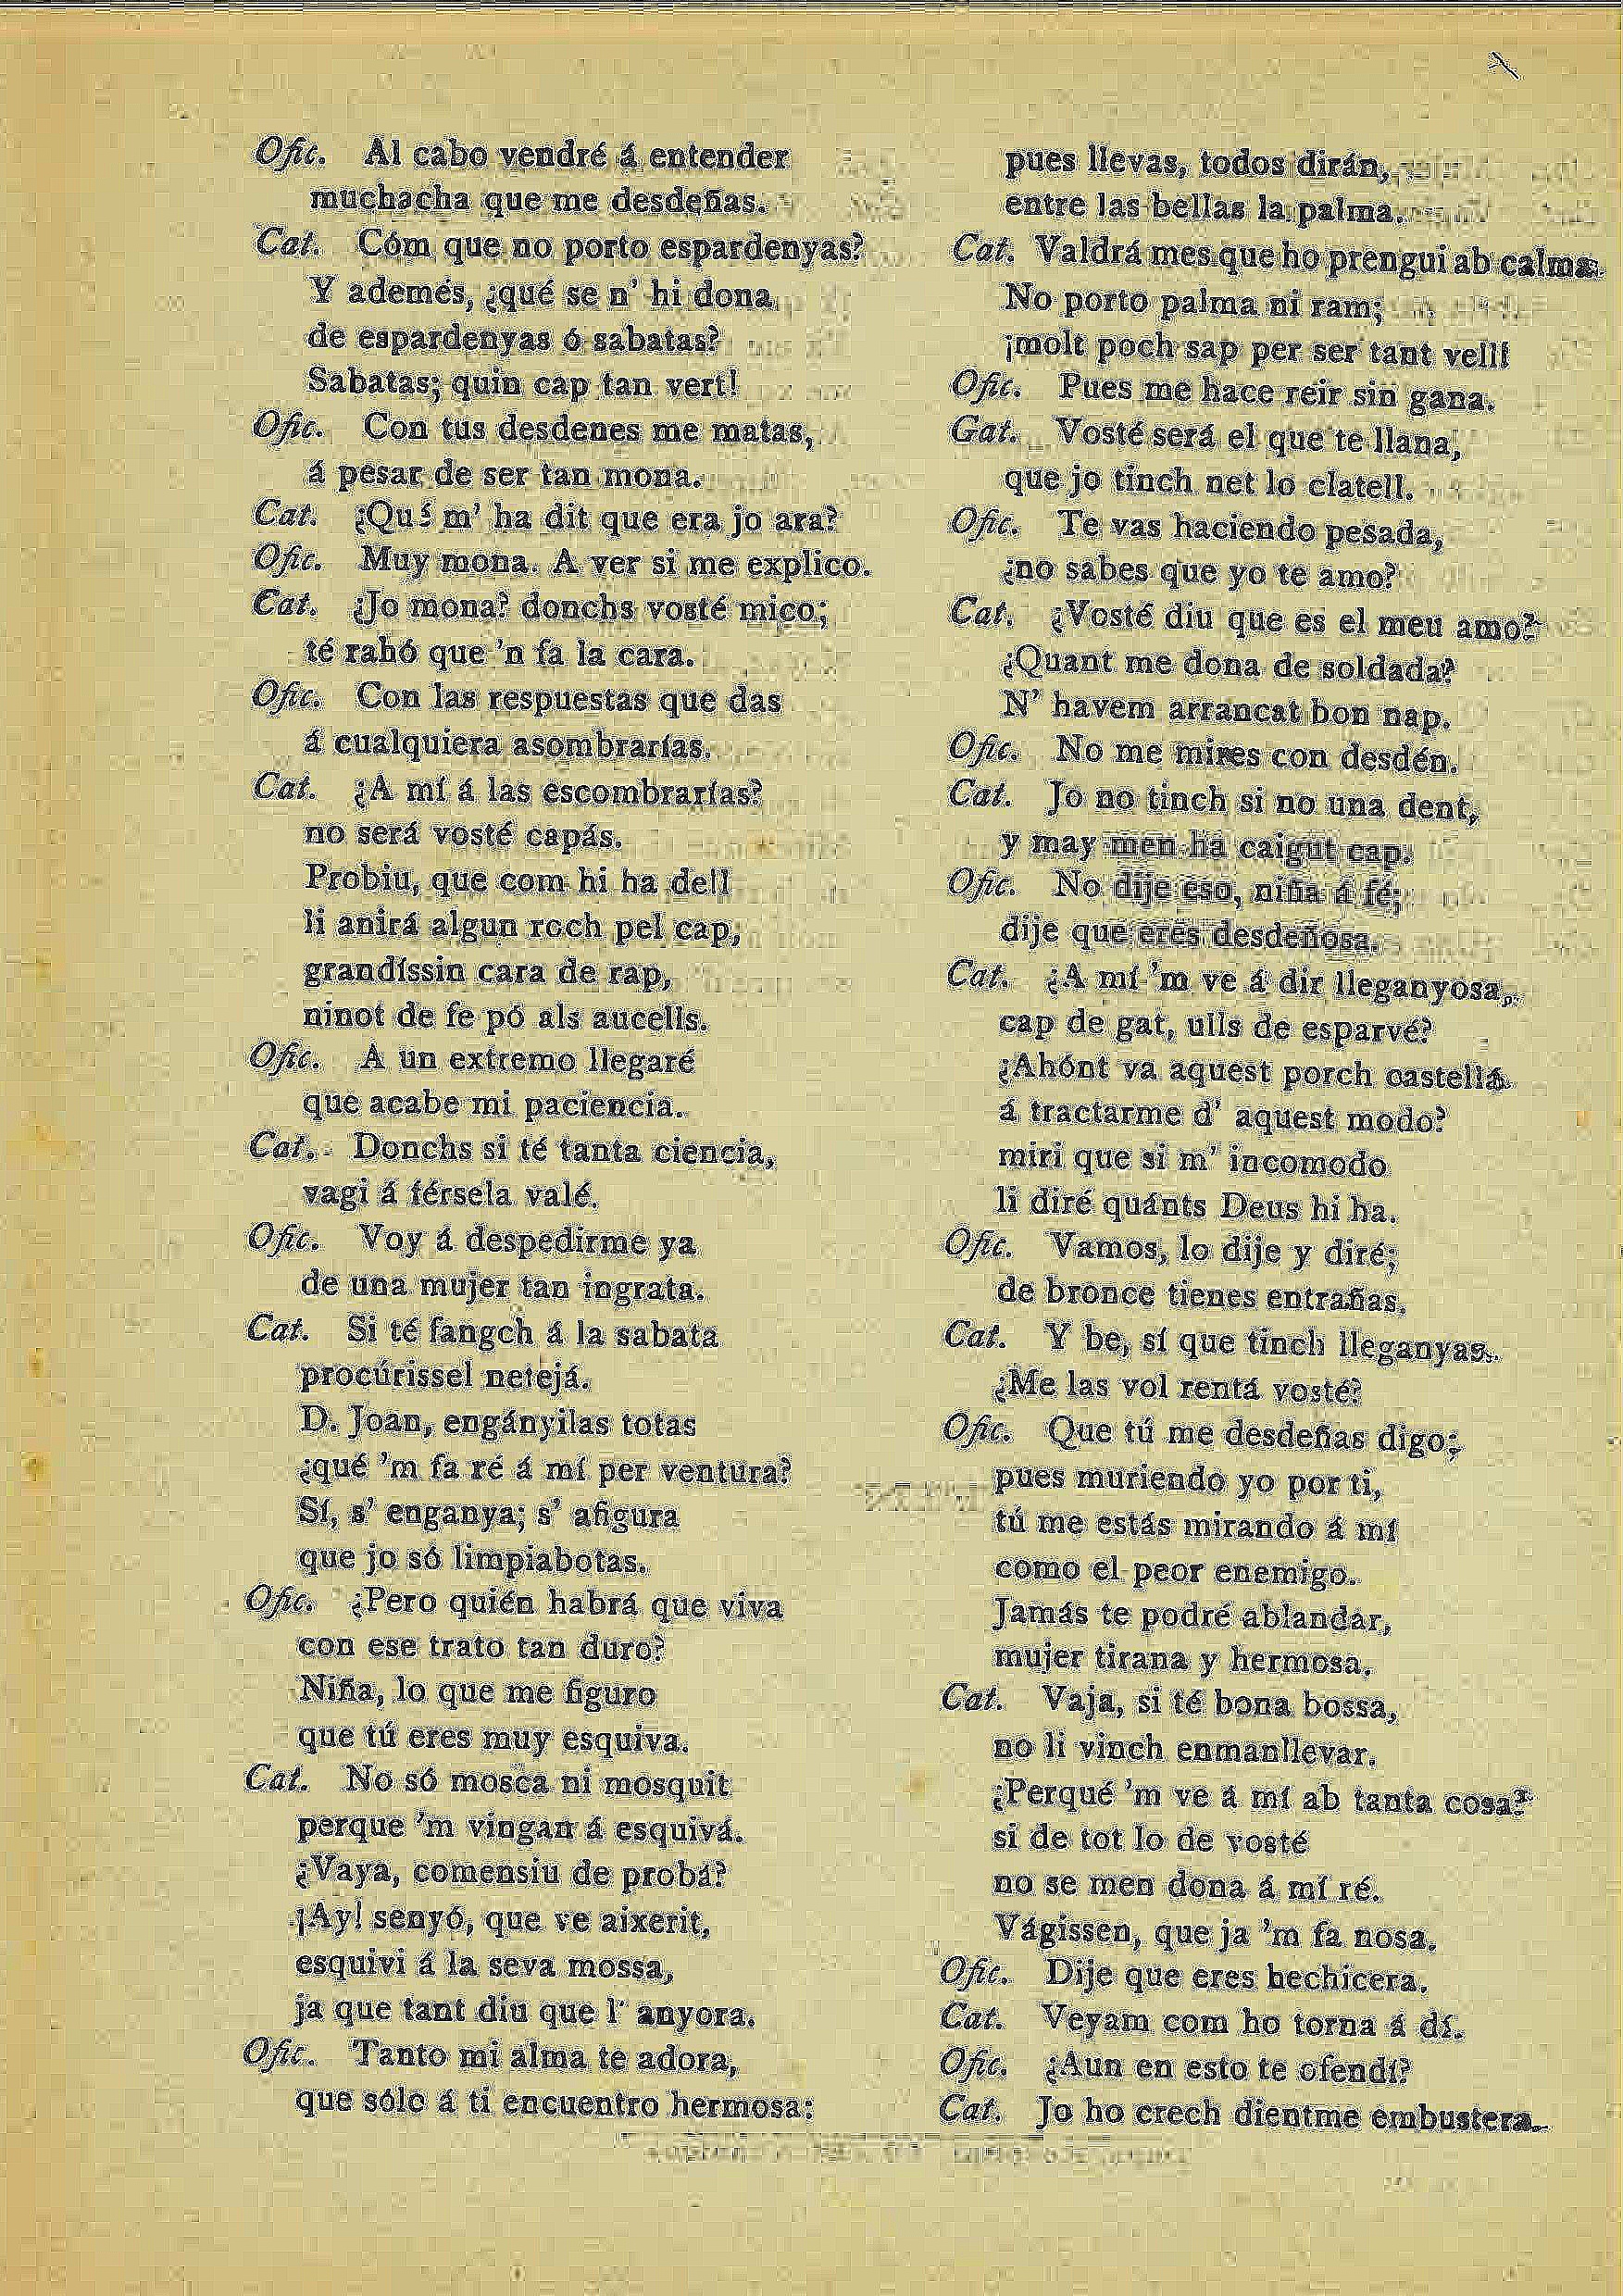 Ofic. Al cabo vendré á entender
muchacha que me desdeñas.
Cat. Cóm que no porto espardenyas?
Y además, ¿qué se n' hi dona
de espardenyas ó sabatas?
Sabatas; quin cap tan vert!
Ofic. Con tus desdenes me matas,
á pesar de ser tan mona.
Cat. ¿Qué m' ha dit que era jo ara?
Ofic. Muy mona. A ver si me explico.
Cat. ¿Jo mona? donchs vosté mico;
té rahó que 'n fa la cara.
Ofic. Con las respuestas que das
á cualquiera asombrarías.
Cat. ¿A mí á las escombrarías?
no será vosté capás.
Probiu, que com hi ha dell
li anirá algun roch pel cap,
grandíssin cara de rap,
ninot de fe pó als aucells.
Ofic. A un extremo llegaré
que acabe mi paciencia.
Cat. Donchs si té tanta ciencia,
vagi á férsela valé.
Ofic. Voy á despedirme ya
de una mujer tan ingrata.
Cat. Si té fangch á la sabata
procúrissel netejá.
D. Joan, engányilas totas
¿qué 'm fa ré á mí per ventura?
Sí, s' enganya; s' afigura
que jo só limpiabotas.
Ofic. ¿Pero quién habrá que viva
con ese trato tan duro?
Niña, lo que me figuro
que tú eres muy esquiva.
Cat. No só mosca ni mosquit
perque 'm vingan á esquivá.
¿Vaya, comensiu de probá?
¡Ay! senyó, que ve aixerit,
esquivi á la seva mossa,
ja que tant diu que l' anyora.
Ofic. Tanto mi alma te adora,
que sólo á ti encuentro hermosa:
pues llevas, todos dirán,
entre las bellas la palma.
Cat. Valdrá mes que ho prengui ab calma.
No porto palma ni ram;
¡molt poch sap per ser tant vell!
Ofic. Pues me hace reir sin gana.
Gat. Vosté será el que te llana,
que jo tinch net lo clatell.
Ofic. Te vas haciendo pesada,
¿no sabes que yo te amo?
Cat. ¿Vosté diu que es el meu amo?
¿Quant me dona de soldada?
N' havem arrancat bon nap.
Ofic. No me mires con desdén.
Cat. Jo no tinch si no una dent,
y may men ha caigut cap.
Ofic. No dije eso, niña á fé;
dije que eres desdeñosa.
Cat. ¿A mí 'm ve á dir lleganyosa,
cap de gat, ulls de esparvé?
¿Ahónt va aquest porch castellá
á tractarme d' aquest modo?
miri que si m' incomodo
li diré quánts Deus hi ha.
Ofic. Vamos, lo dije y diré;
de bronce tienes entrañas.
Cat. Y be, sí que tinch lleganyas.
¿Me las vol rentá vosté?
Ofic. Que tú me desdeñas digo;
pues muriendo yo por ti,
tú me estás mirando á mí
como el peor enemigo.
Jamás te podré ablandar,
mujer tirana y hermosa.
Cat. Vaja, si té bona bossa,
no li vinch enmanllevar.
¿Perqué 'm ve á mí ab tanta cosa?
si de tot lo de vosté
no se men dona á mí ré.
Vágissen, que ja 'm fa nosa.
Ofic. Dije que eres hechicera.
Cat. Veyam com ho torna á dí.
Ofic. ¿Aun en esto te ofendí?
Cat. Jo ho crech dientme embustera.